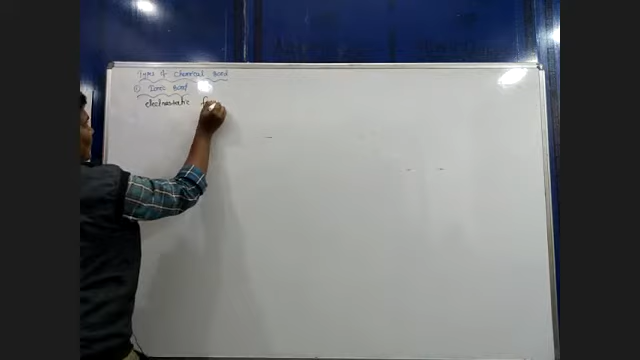 Types of Chemical Bond
① Ionic Bond
electrostatic